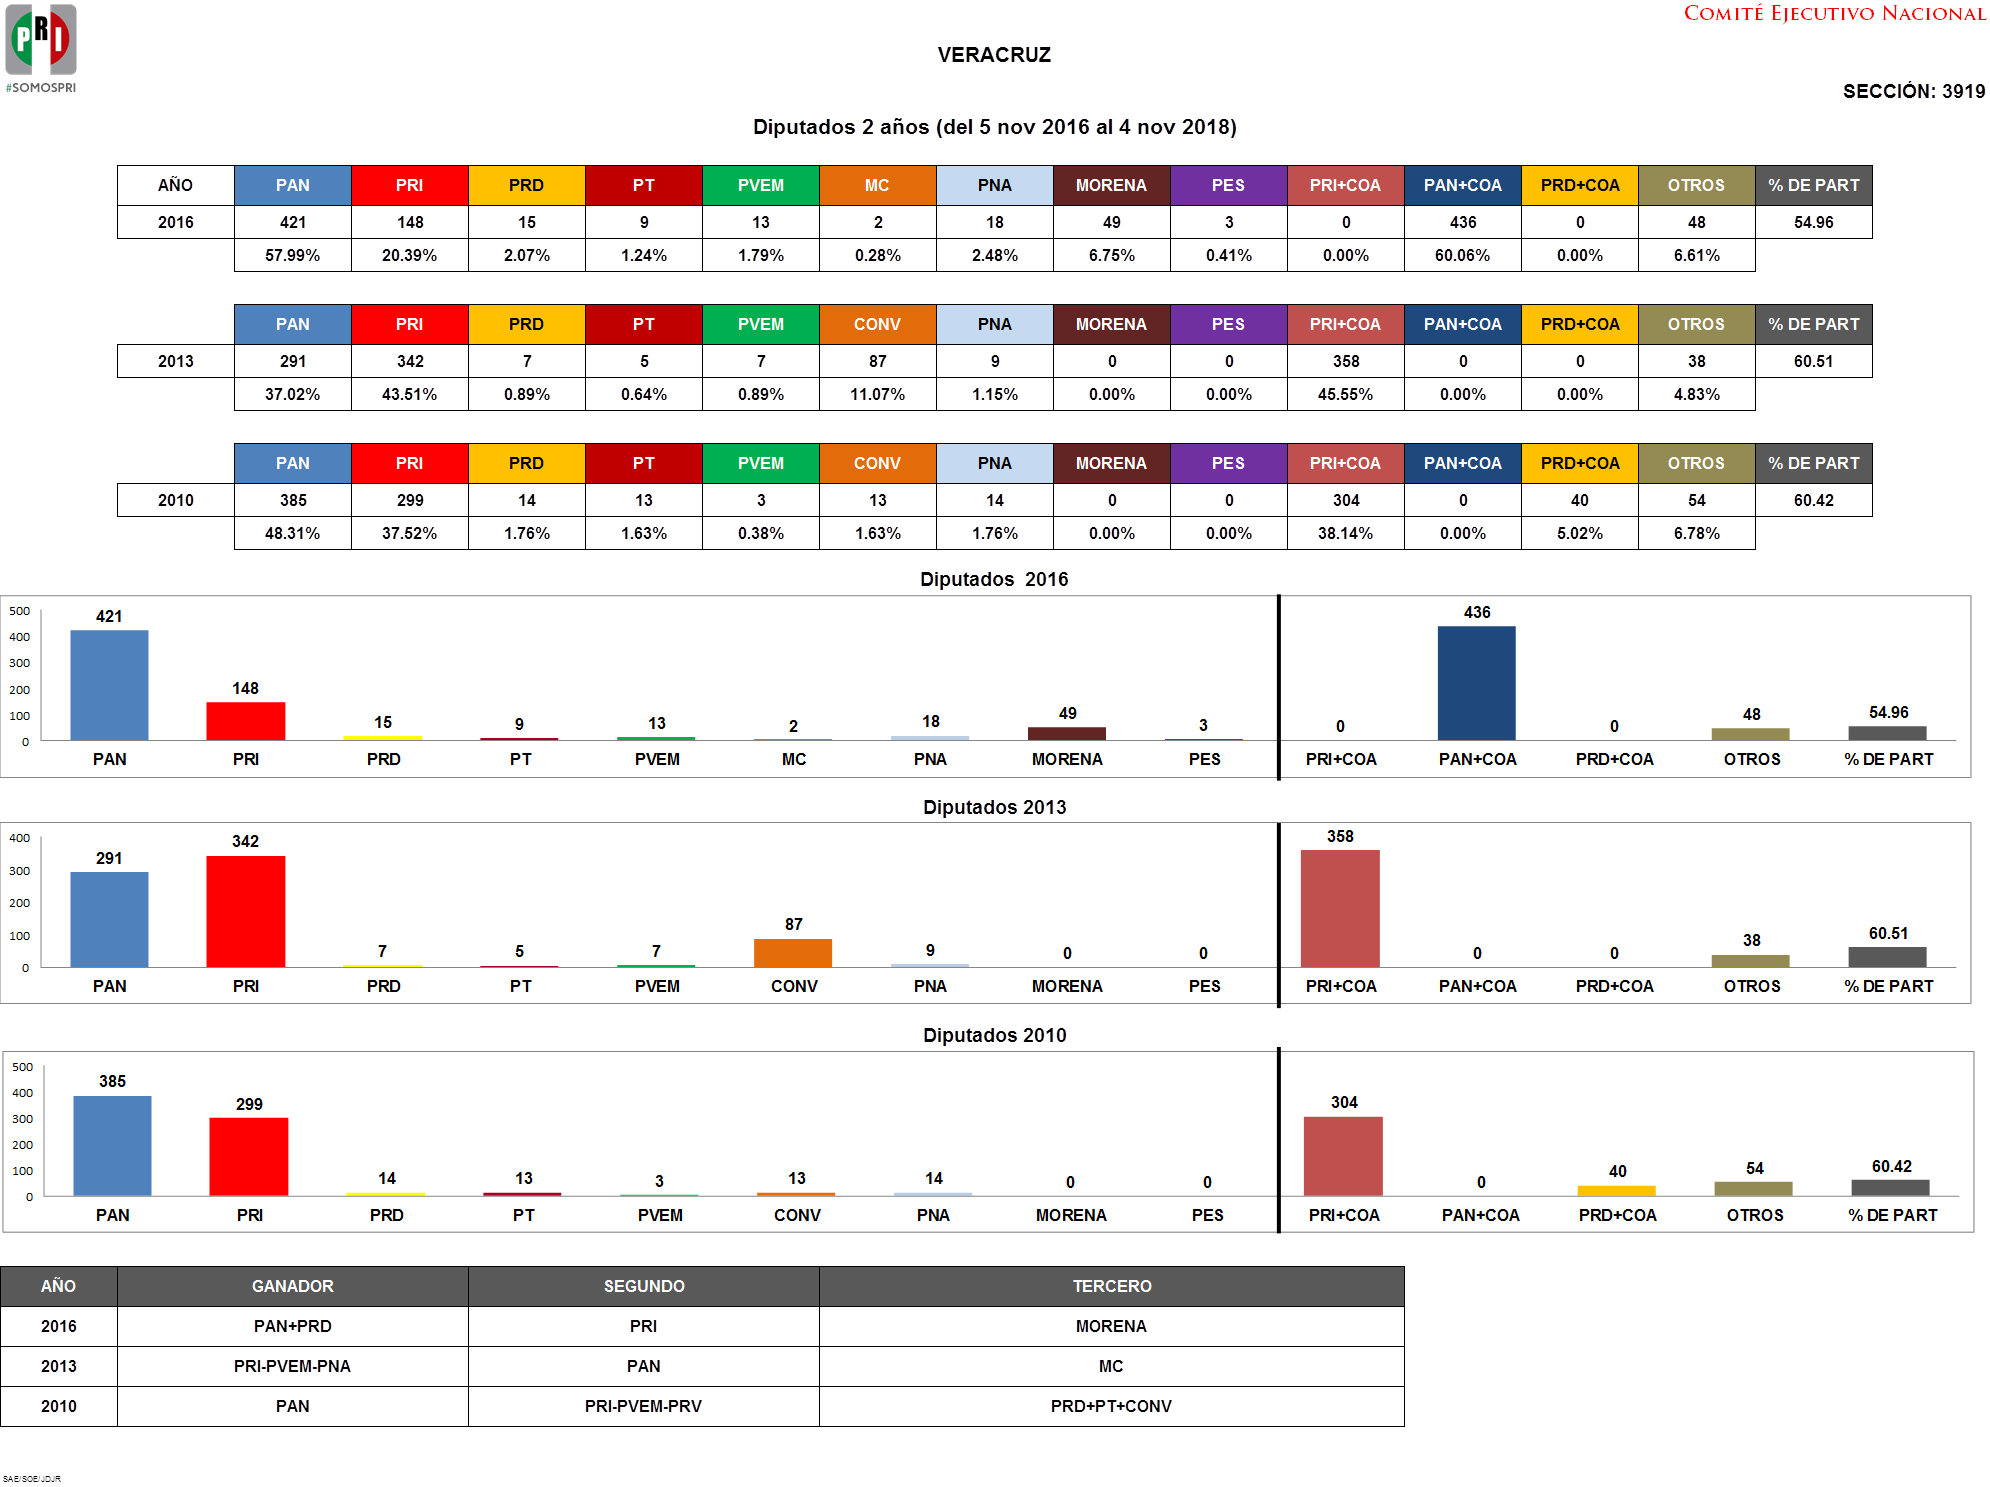 PRI
#SOMOSPRI
COMITÉ EJECUTIVO NACIONAL
VERACRUZ
SECCIÓN: 3919
Diputados 2 años (del 5 nov 2016 al 4 nov 2018)
AÑO PAN PRI PRD PT PVEM MC PNA MORENA PES PRI+COA PAN+COA PRD+COA OTROS % DE PART
2016 421 148 15 9 13 2 18 49 3 0 436 0 48 54.96
57.99% 20.39% 2.07% 1.24% 1.79% 0.28% 2.48% 6.75% 0.41% 0.00% 60.06% 0.00% 6.61%
PAN PRI PRD PT PVEM CONV PNA MORENA PES PRI+COA PAN+COA PRD+COA OTROS % DE PART
2013 291 342 7 5 7 87 9 0 0 358 0 0 38 60.51
37.02% 43.51% 0.89% 0.64% 0.89% 11.07% 1.15% 0.00% 0.00% 45.55% 0.00% 0.00% 4.83%
PAN PRI PRD PT PVEM CONV PNA MORENA PES PRI+COA PAN+COA PRD+COA OTROS % DE PART
2010 385 299 14 13 3 13 14 0 0 304 0 40 54 60.42
48.31% 37.52% 1.76% 1.63% 0.38% 1.63% 1.76% 0.00% 0.00% 38.14% 0.00% 5.02% 6.78%
Diputados 2016
500
400
300
200
100
0
421 148 15 9 13 2 18 49 3 0 436 0 48 54.96
PAN PRI PRD PT PVEM MC PNA MORENA PES PRI+COA PAN+COA PRD+COA OTROS % DE PART
Diputados 2013
400
300
200
100
0
291 342 7 5 7 87 9 0 0 358 0 0 38 60.51
PAN PRI PRD PT PVEM CONV PNA MORENA PES PRI+COA PAN+COA PRD+COA OTROS % DE PART
Diputados 2010
500
400
300
200
100
0
385 299 14 13 3 13 14 0 0 304 0 40 54 60.42
PAN PRI PRD PT PVEM CONV PNA MORENA PES PRI+COA PAN+COA PRD+COA OTROS % DE PART
AÑO GANADOR SEGUNDO TERCERO
2016 PAN+PRD PRI MORENA
2013 PRI-PVEM-PNA PAN MC
2010 PAN PRI-PVEM-PRV PRD+PT+CONV
SAE/SOE/JDJR